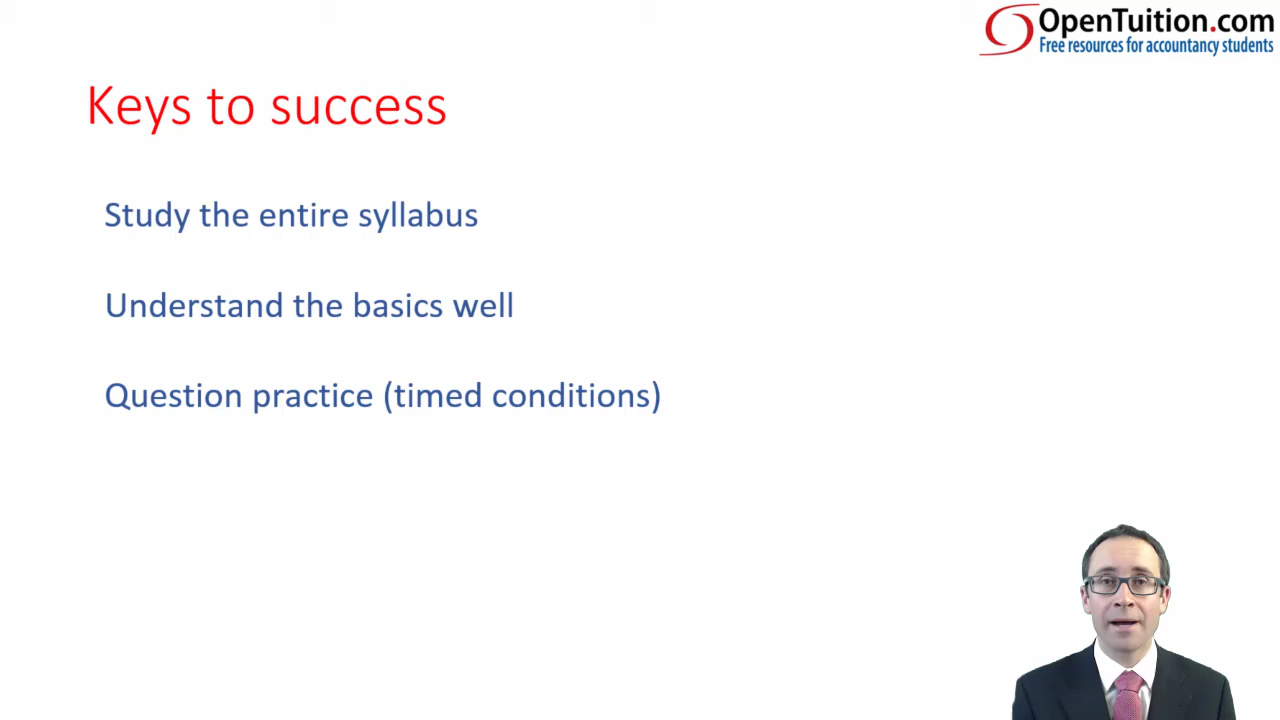 OpenTuition.com
Free resources for accountancy students
Keys to success
Study the entire syllabus
Understand the basics well
Question practice (timed conditions)